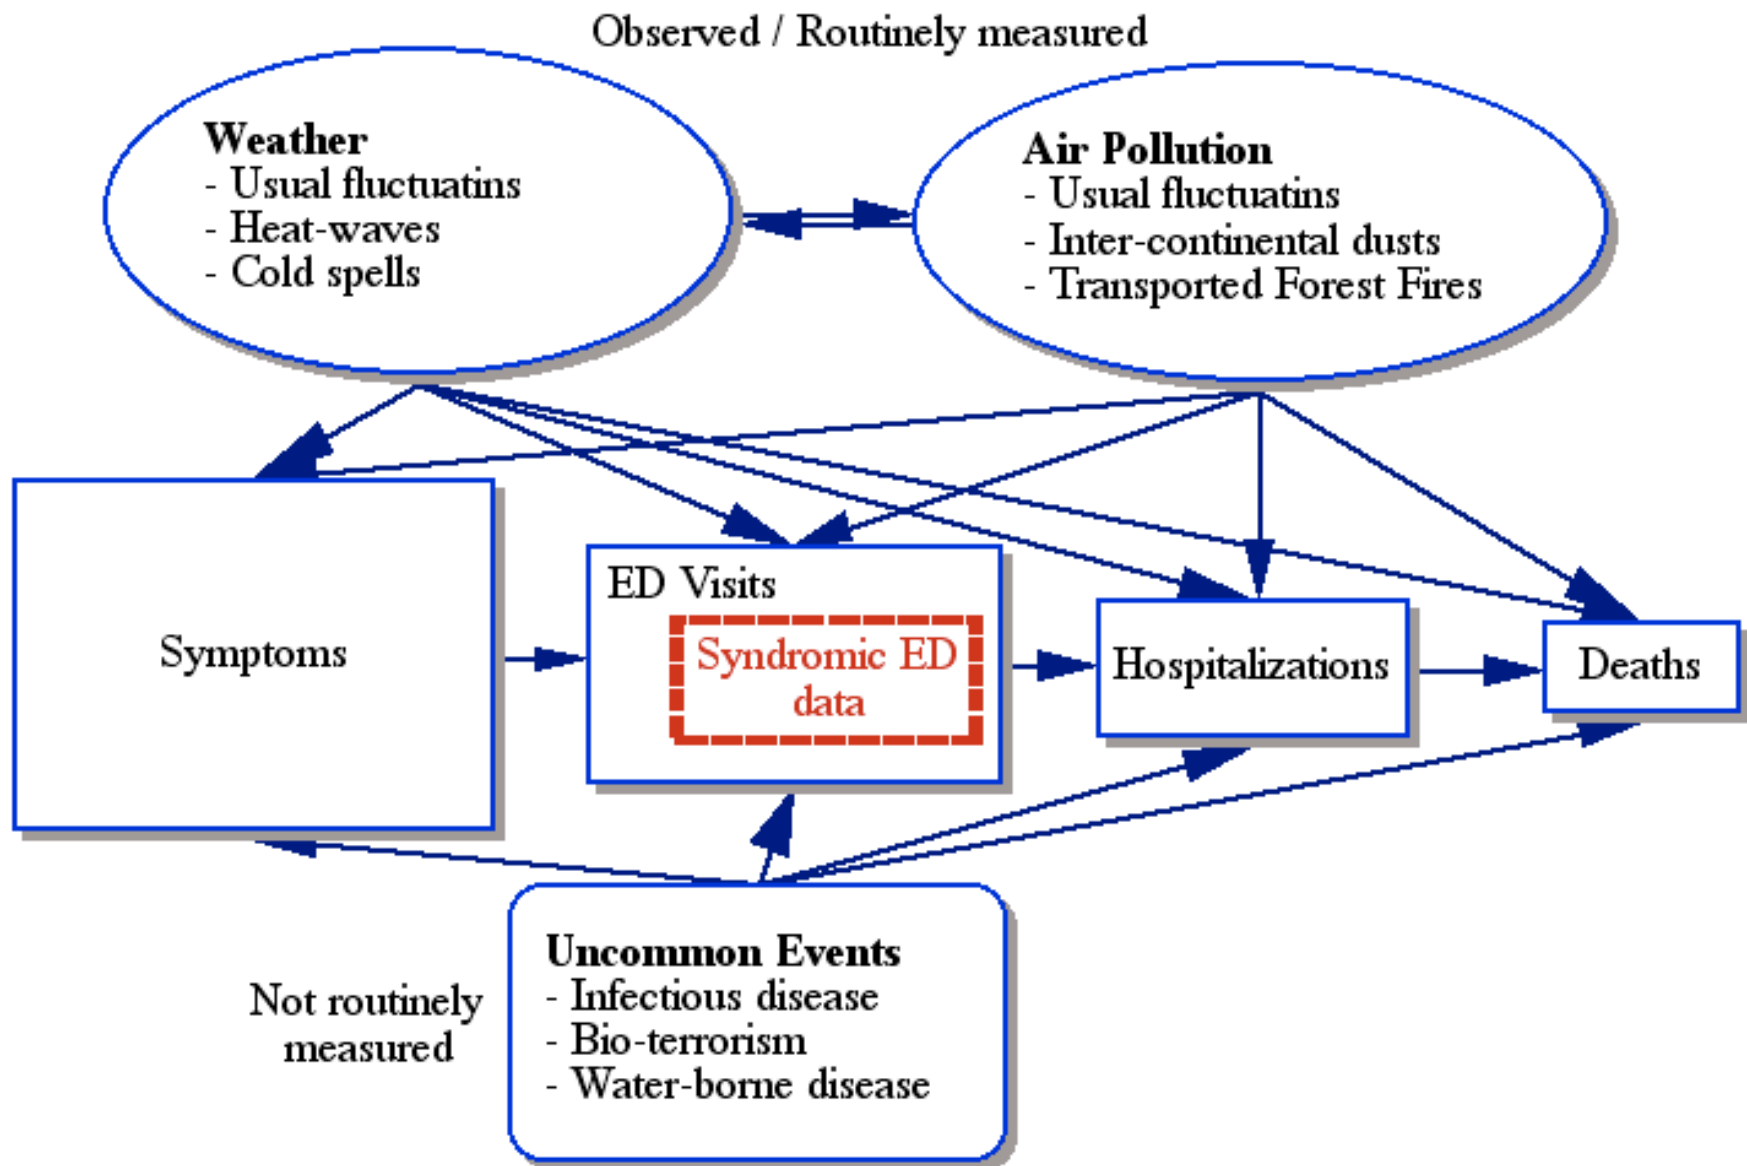 Observed / Routinely measured
Weather
- Usual fluctuatins
- Heat-waves
- Cold spells
Air Pollution
- Usual fluctuatins
- Inter-continental dusts
- Transported Forest Fires
Symptoms
ED Visits
Syndromic ED
data
Hospitalizations
Deaths
Not routinely
measured
Uncommon Events
- Infectious disease
- Bio-terrorism
- Water-borne disease